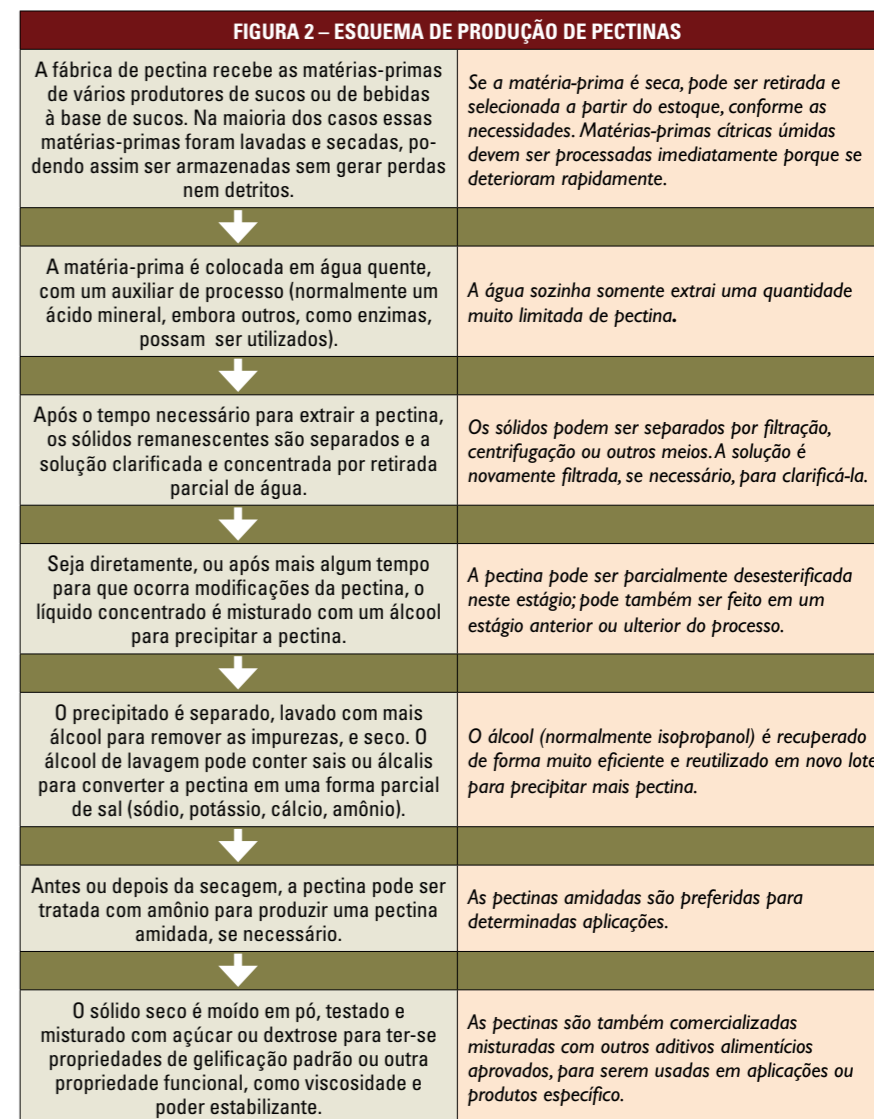 FIGURA 2 – ESQUEMA DE PRODUÇÃO DE PECTINAS
A fábrica de pectina recebe as matérias-primas
de vários produtores de sucos ou de bebidas
à base de sucos. Na maioria dos casos essas
matérias-primas foram lavadas e secadas, po-
dendo assim ser armazenadas sem gerar perdas
nem detritos.
Se a matéria-prima é seca, pode ser retirada e
selecionada a partir do estoque, conforme as
necessidades. Matérias-primas cítricas úmidas
devem ser processadas imediatamente porque se
deterioram rapidamente.
A matéria-prima é colocada em água quente,
com um auxiliar de processo (normalmente um
ácido mineral, embora outros, como enzimas,
possam ser utilizados).
A água sozinha somente extrai uma quantidade
muito limitada de pectina.
Após o tempo necessário para extrair a pectina,
os sólidos remanescentes são separados e a
solução clarificada e concentrada por retirada
parcial de água.
Os sólidos podem ser separados por filtração,
centrifugação ou outros meios. A solução é
novamente filtrada, se necessário, para clarificá-la.
Seja diretamente, ou após mais algum tempo
para que ocorra modificações da pectina, o
líquido concentrado é misturado com um álcool
para precipitar a pectina.
A pectina pode ser parcialmente desesterificada
neste estágio; pode também ser feito em um
estágio anterior ou ulterior do processo.
O precipitado é separado, lavado com mais
álcool para remover as impurezas, e seco. O
álcool de lavagem pode conter sais ou álcalis
para converter a pectina em uma forma parcial
de sal (sódio, potássio, cálcio, amônio).
O álcool (normalmente isopropanol) é recuperado
de forma muito eficiente e reutilizado em novo lote
para precipitar mais pectina.
Antes ou depois da secagem, a pectina pode ser
tratada com amônio para produzir uma pectina
amidada, se necessário.
As pectinas amidadas são preferidas para
determinadas aplicações.
O sólido seco é moído em pó, testado e
misturado com açúcar ou dextrose para ter-se
propriedades de gelificação padrão ou outra
propriedade funcional, como viscosidade e
poder estabilizante.
As pectinas são também comercializadas
misturadas com outros aditivos alimentícios
aprovados, para serem usadas em aplicações ou
produtos específico.